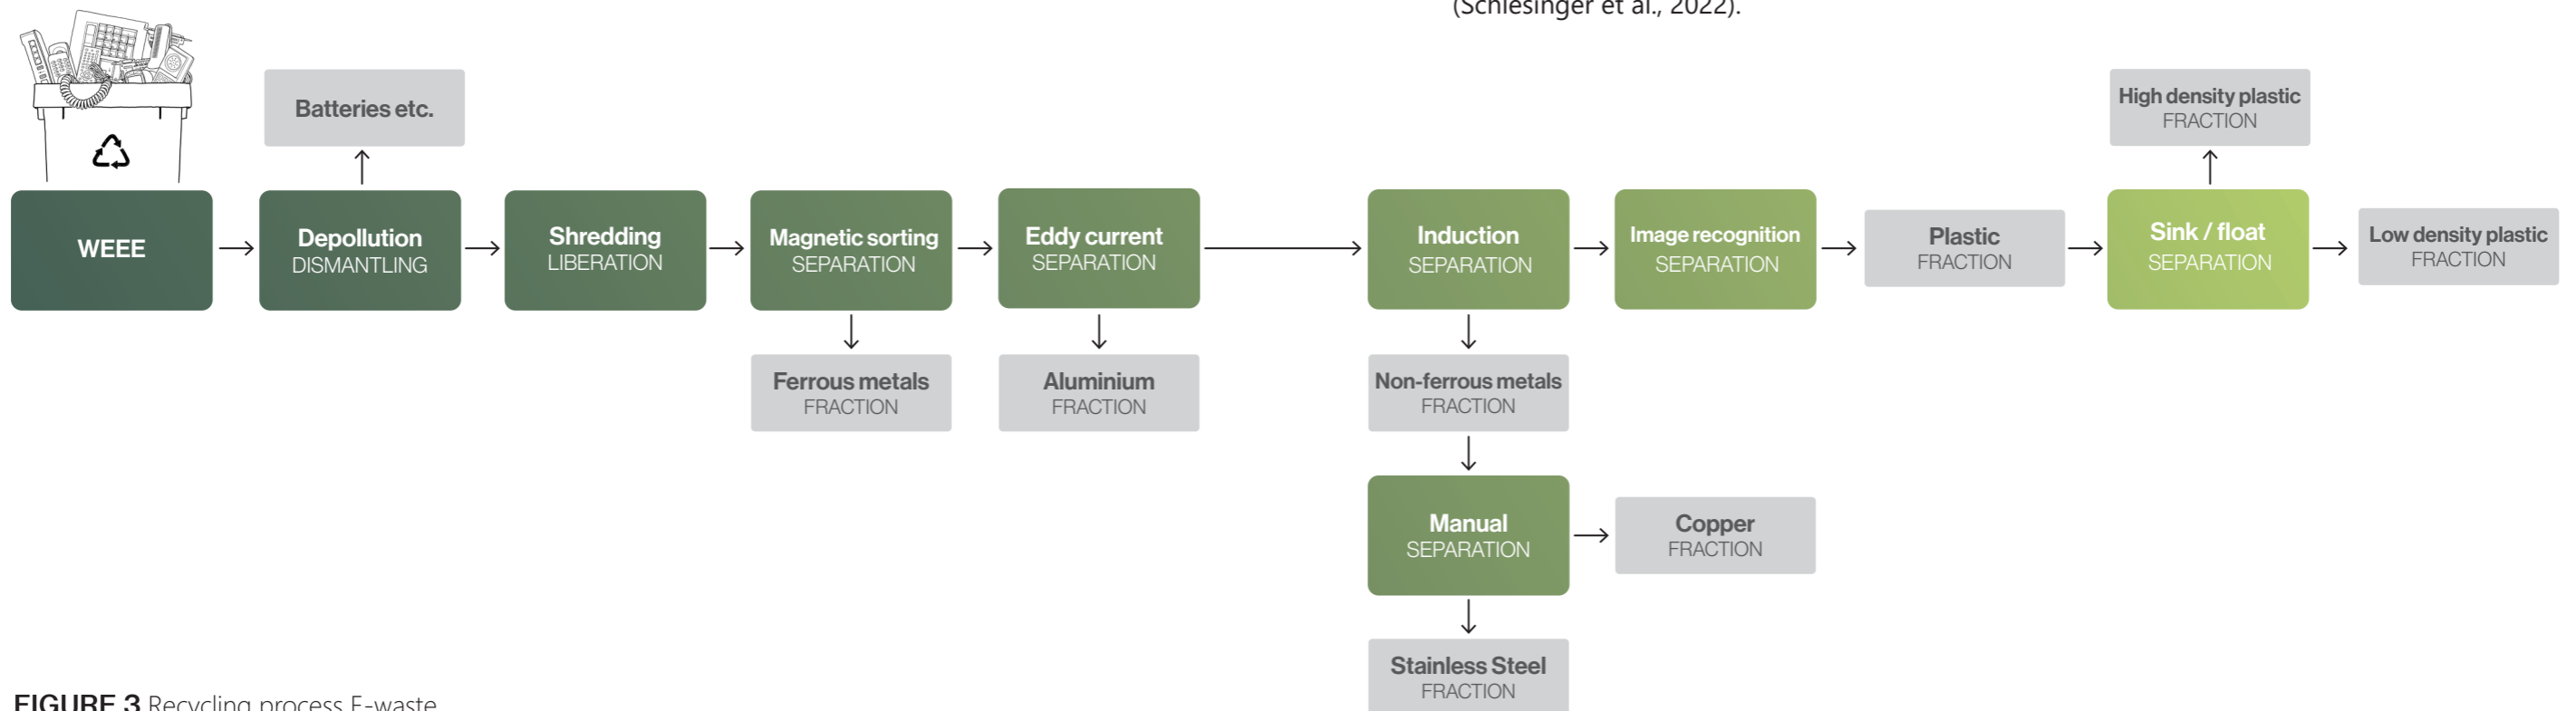 (Schlesinger et al., 2022).
Batteries etc.
High density plastic
FRACTION
WEEE
Depollution
DISMANTLING
Shredding
LIBERATION
Magnetic sorting
SEPARATION
Eddy current
SEPARATION
Induction
SEPARATION
Image recognition
SEPARATION
Plastic
FRACTION
Sink / float
SEPARATION
Low density plastic
FRACTION
Ferrous metals
FRACTION
Aluminium
FRACTION
Non-ferrous metals
FRACTION
Manual
SEPARATION
Copper
FRACTION
Stainless Steel
FRACTION
FIGURE 3 Recycling process E-waste